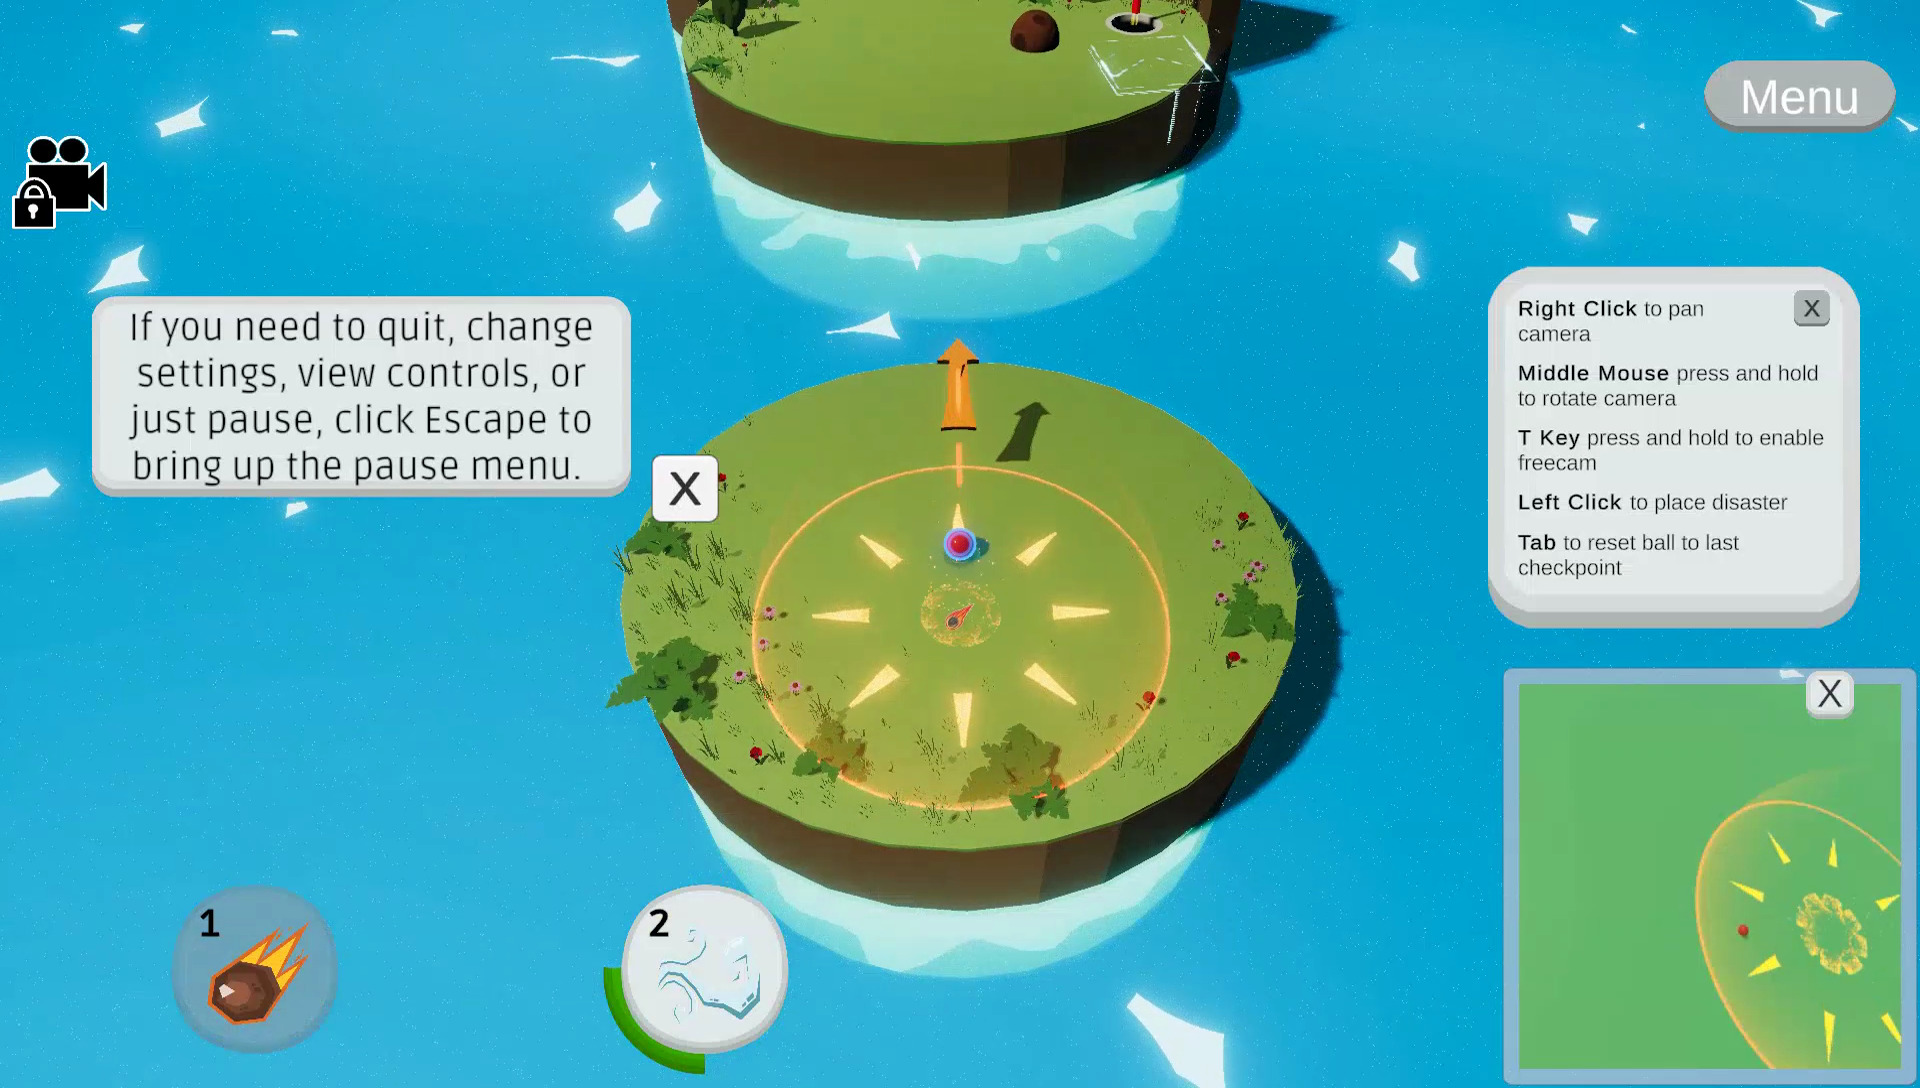 Menu
If you need to quit, change
settings, view controls, or
just pause, click Escape to
bring up the pause menu.
X
Right Click to pan
camera
X
Middle Mouse press and hold
to rotate camera
T Key press and hold to enable
freecam
Left Click to place disaster
Tab to reset ball to last
checkpoint
X
1
2